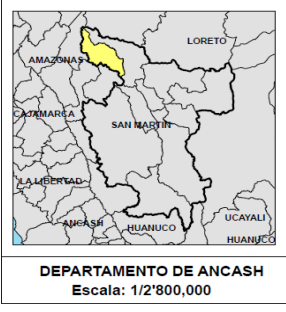 LORETO
AMAZONAS
CAJAMARCA
SAN MARTIN
LA LIBERTAD
ANCASH
HUANUCO
UCAYALI
HUANUCO
DEPARTAMENTO DE ANCASH
Escala: 1/2'800,000